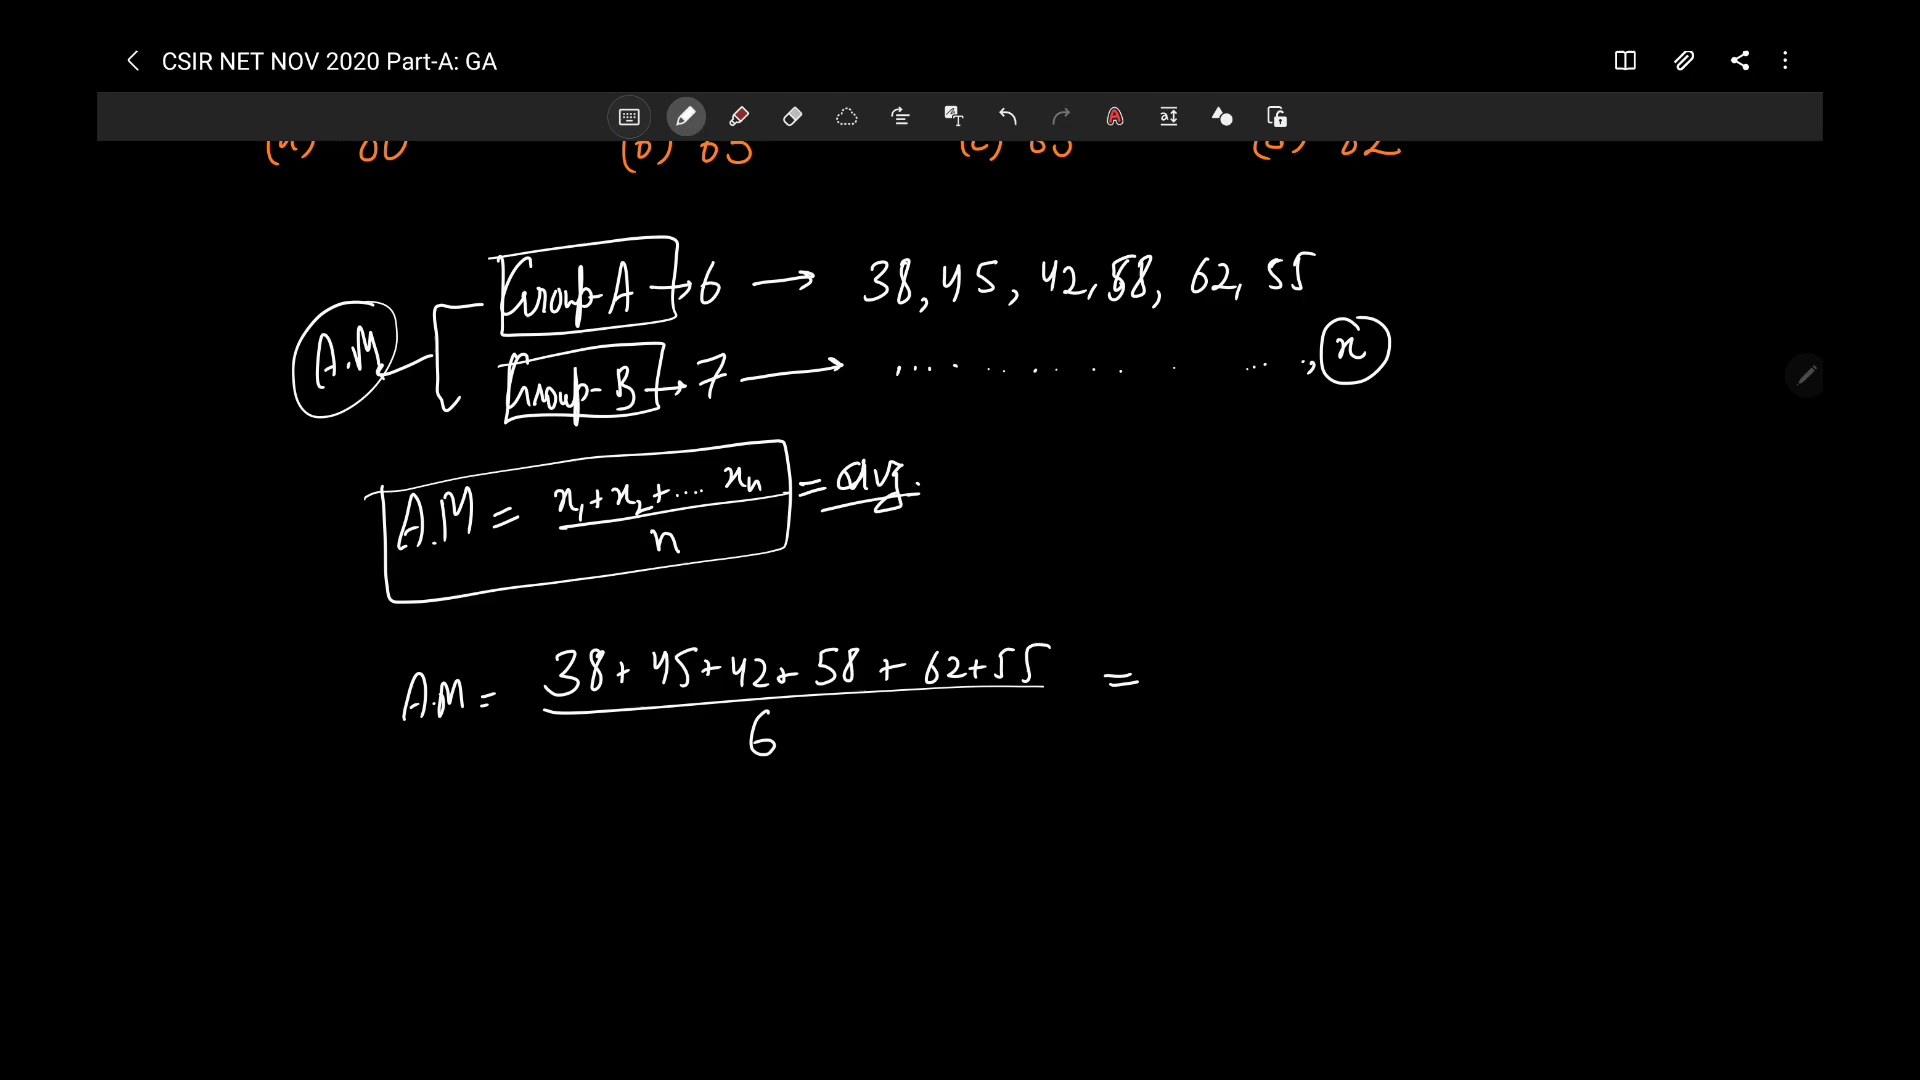 CSIR NET NOV 2020 Part-A: GA
Group-A → 6 → 38, 45, 42, 58, 62, 55
A.M
Group-B → 7 → ,... . .. . . . . . ... ., x
A.M = x₁+x₂+.... xₙ / n = avg.
A.M = 38+45+42+58+62+55 / 6 =